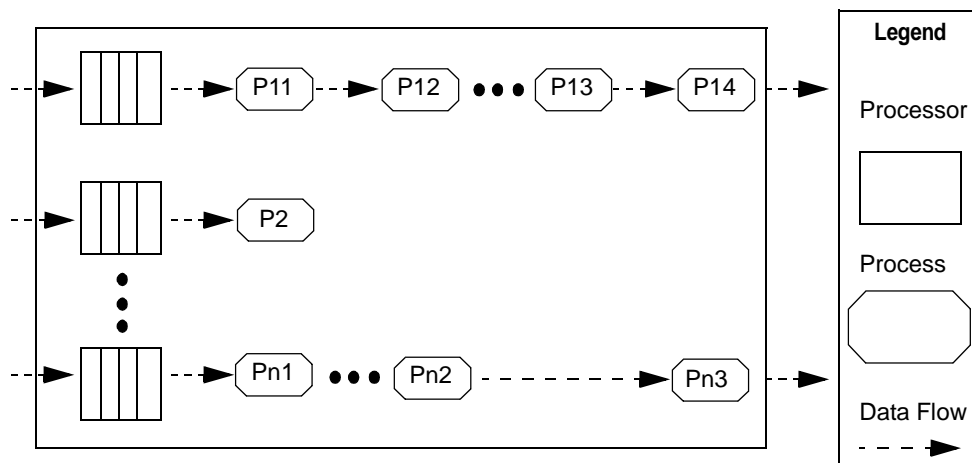 P11 P12 P13 P14
P2
Pn1 Pn2 Pn3
Legend
Processor
Process
Data Flow